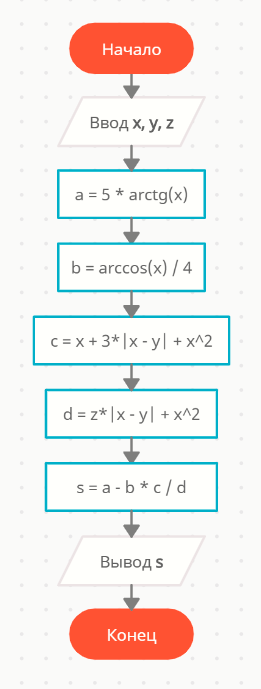 Начало
Ввод x, y, z
a = 5 * arctg(x)
b = arccos(x) / 4
c = x + 3*|x - y| + x^2
d = z*|x - y| + x^2
s = a - b * c / d
Вывод s
Конец